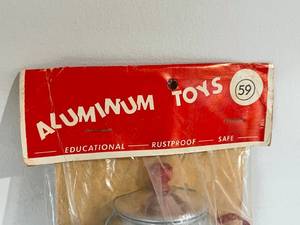 ALUMINUM TOYS
59
EDUCATIONAL — RUSTPROOF — SAFE